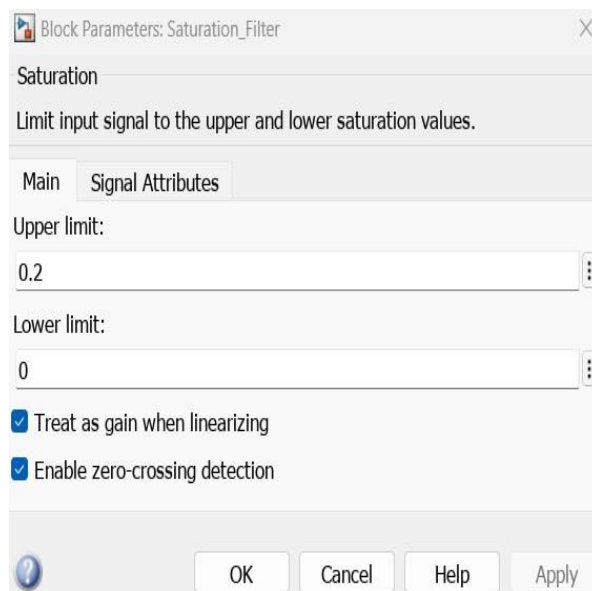 Block Parameters: Saturation_Filter
Saturation
Limit input signal to the upper and lower saturation values.
Main Signal Attributes
Upper limit:
0.2
Lower limit:
0
Treat as gain when linearizing
Enable zero-crossing detection
? OK Cancel Help Apply